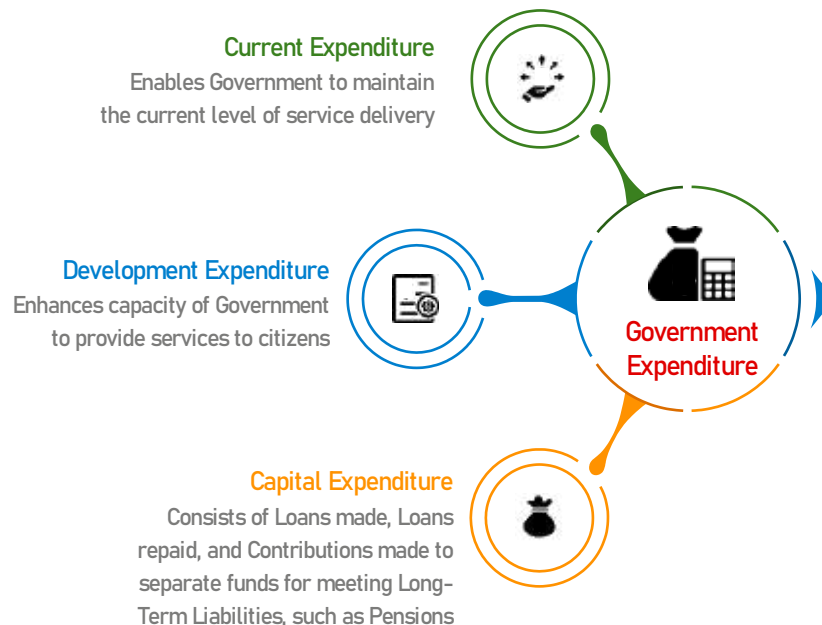 Current Expenditure
Enables Government to maintain
the current level of service delivery
Development Expenditure
Enhances capacity of Government
to provide services to citizens
Government
Expenditure
Capital Expenditure
Consists of Loans made, Loans
repaid, and Contributions made to
separate funds for meeting Long-
Term Liabilities, such as Pensions